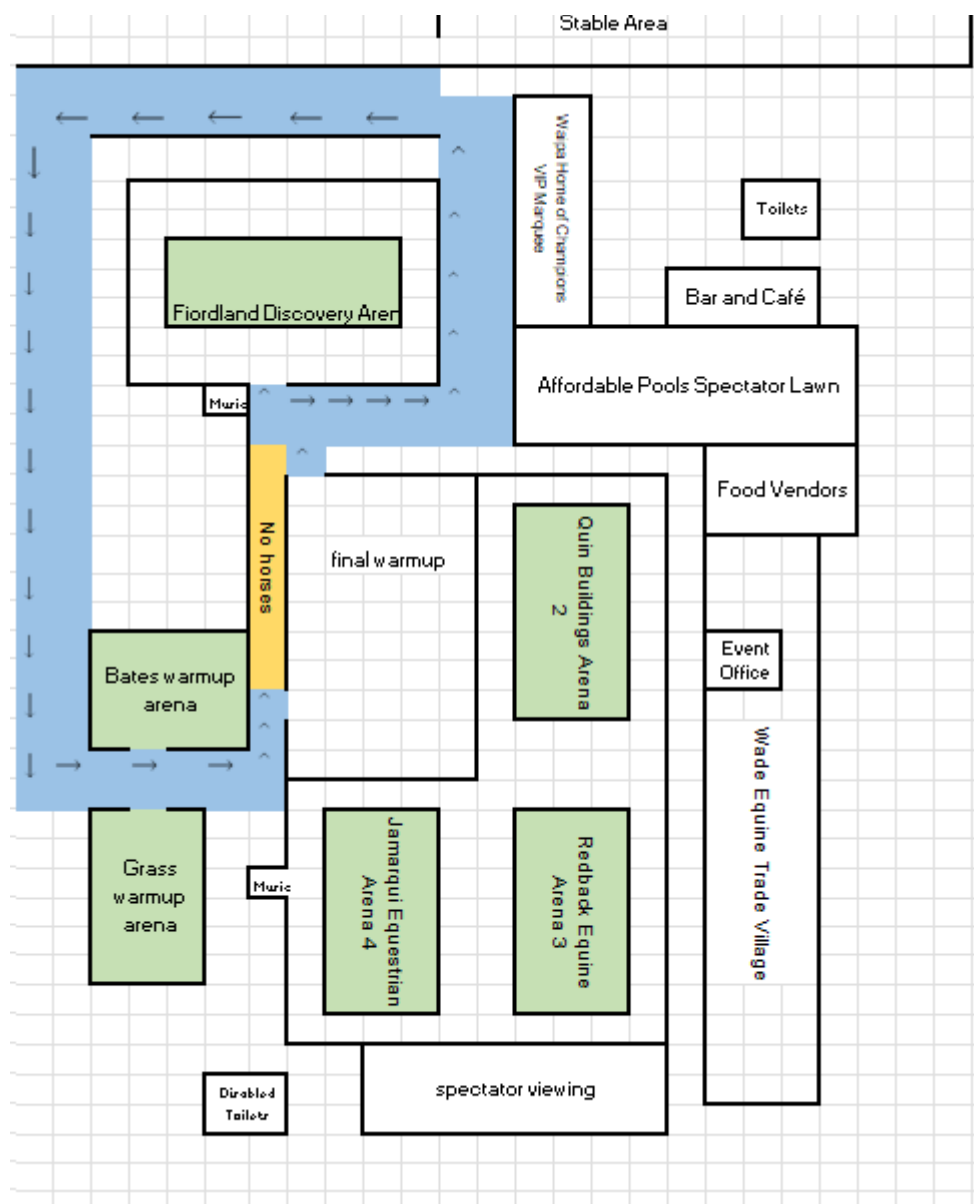 Stable Area
Waipa Home of Champions
VIP Marquee
Toilets
Bar and Café
Fiordland Discovery Aren
Affordable Pools Spectator Lawn
Music
Food Vendors
No horses
final warmup
Quin Buildings Arena
2
Event
Office
Bates warmup
arena
Wade Equine Trade Village
Grass
warmup
arena
Music
Jamarqui Equestrian
Arena 4
Redback Equine
Arena 3
Disabled
Toilets
spectator viewing